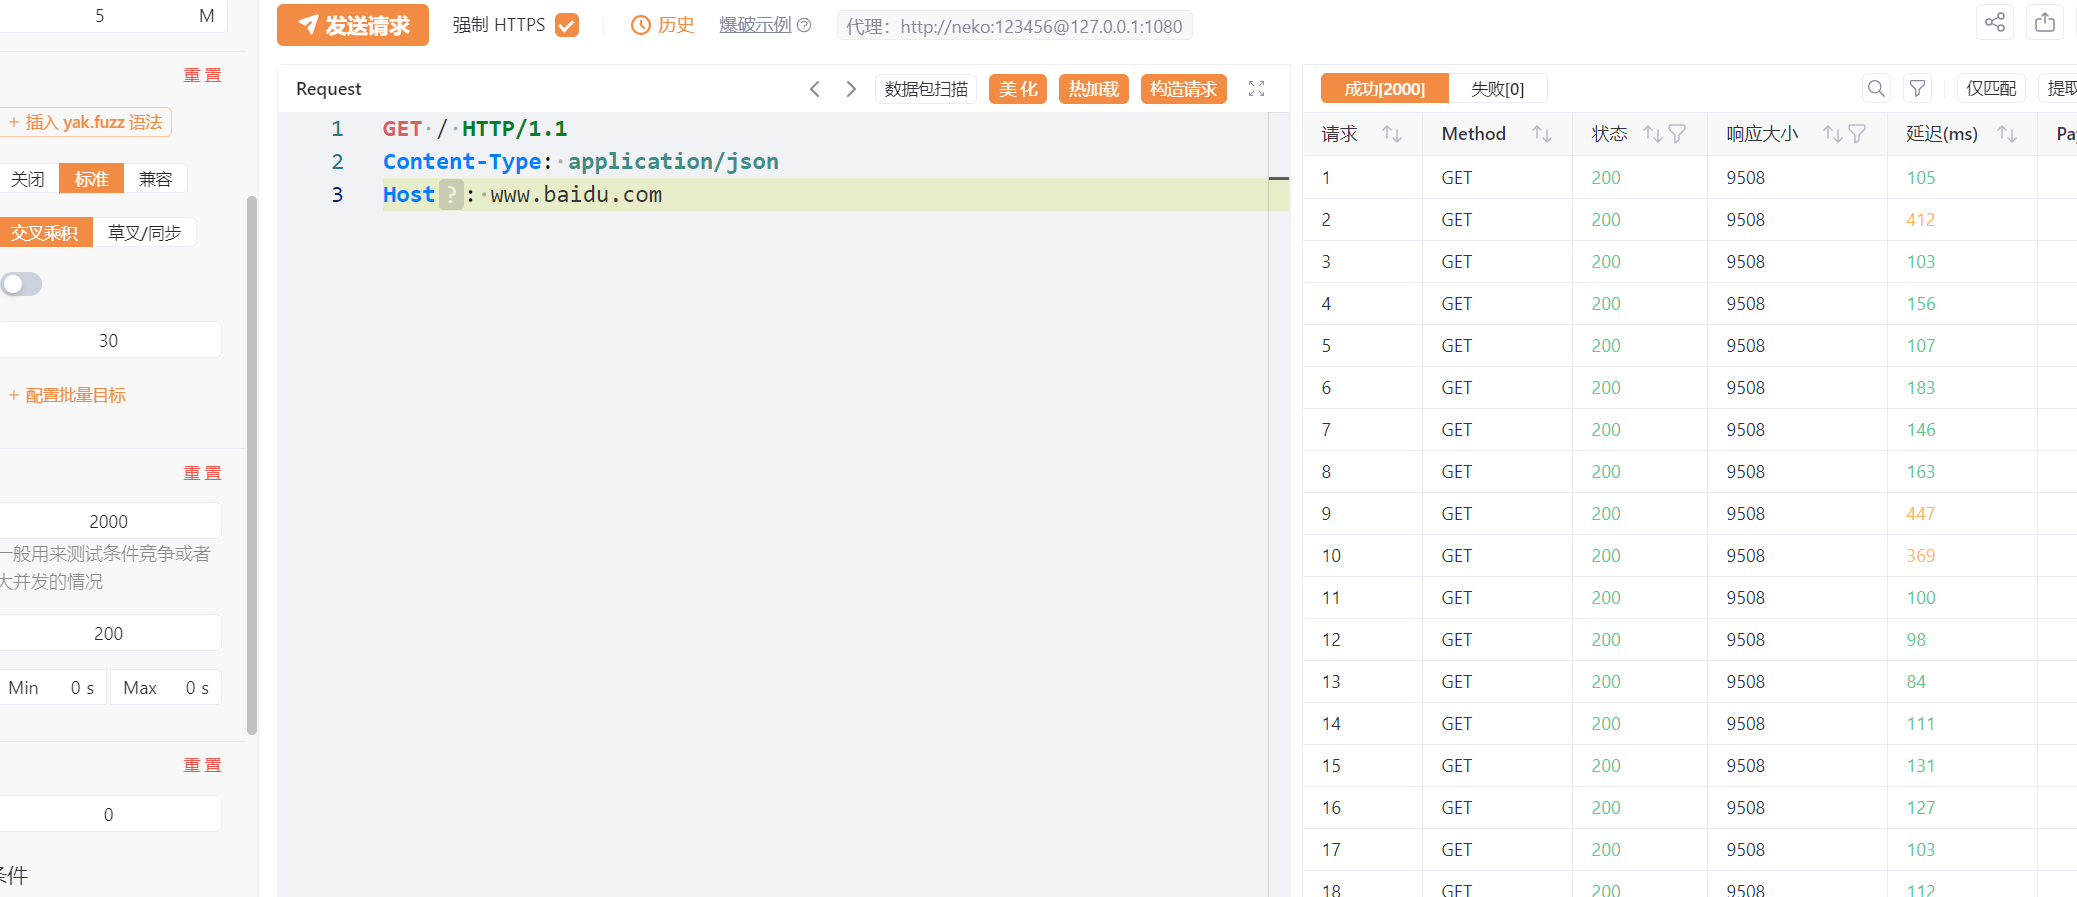 5 M
重置
+ 插入 yak.fuzz 语法
关闭 标准 兼容
交叉乘积 草叉/同步
30
+ 配置批量目标
重置
2000
一般用来测试条件竞争或者
大并发的情况
200
Min 0 s Max 0 s
重置
0
条件
发送请求 强制 HTTPS 历史 爆破示例 代理：http://neko:123456@127.0.0.1:1080
Request 数据包扫描 美化 热加载 构造请求
1 GET / HTTP/1.1
2 Content-Type: application/json
3 Host?: www.baidu.com
成功[2000] 失败[0] 仅匹配 提取
请求 Method 状态 响应大小 延迟(ms) Pay
1 GET 200 9508 105
2 GET 200 9508 412
3 GET 200 9508 103
4 GET 200 9508 156
5 GET 200 9508 107
6 GET 200 9508 183
7 GET 200 9508 146
8 GET 200 9508 163
9 GET 200 9508 447
10 GET 200 9508 369
11 GET 200 9508 100
12 GET 200 9508 98
13 GET 200 9508 84
14 GET 200 9508 111
15 GET 200 9508 131
16 GET 200 9508 127
17 GET 200 9508 103
18 GET 200 9508 112